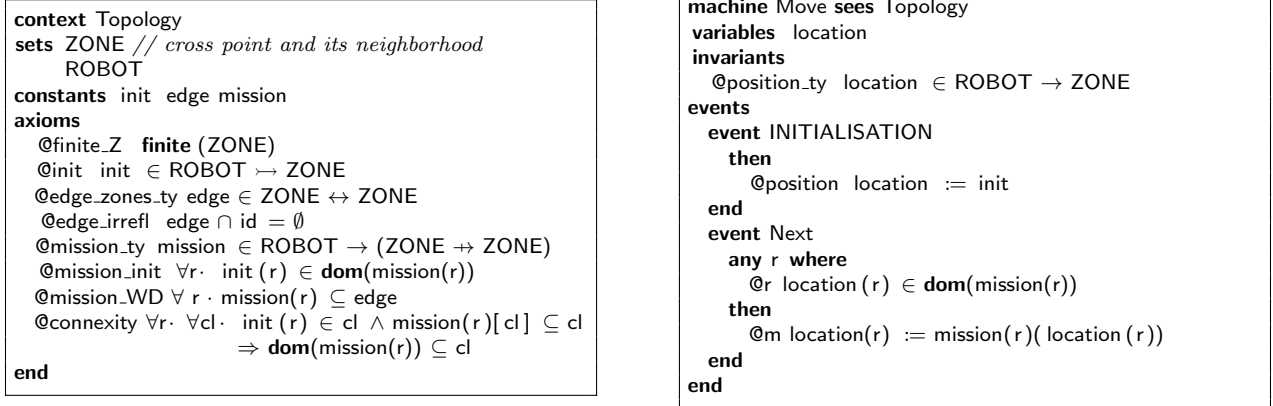 context Topology
sets ZONE // cross point and its neighborhood
ROBOT
constants init edge mission
axioms
@finite_Z finite (ZONE)
@init init ∈ ROBOT ↣ ZONE
@edge_zones_ty edge ∈ ZONE ↔ ZONE
@edge_irrefl edge ∩ id = ∅
@mission_ty mission ∈ ROBOT → (ZONE ⇸ ZONE)
@mission_init ∀r· init (r) ∈ dom(mission(r))
@mission_WD ∀ r · mission(r) ⊆ edge
@connexity ∀r· ∀cl· init (r) ∈ cl ∧ mission(r)[ cl ] ⊆ cl
⇒ dom(mission(r)) ⊆ cl
end
machine Move sees Topology
variables location
invariants
@position_ty location ∈ ROBOT → ZONE
events
event INITIALISATION
then
@position location := init
end
event Next
any r where
@r location (r) ∈ dom(mission(r))
then
@m location(r) := mission(r)( location (r))
end
end